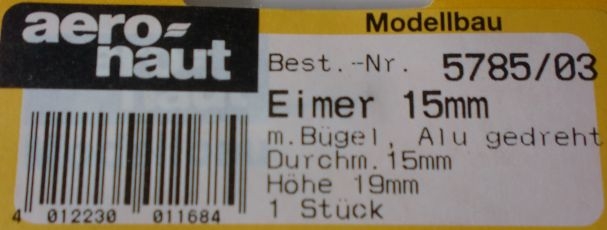 aero-
naut
Modellbau
Best.-Nr. 5785/03
Eimer 15mm
m.Bügel, Alu gedreht
Durchm.15mm
Höhe 19mm
1 Stück
4 012230 011684